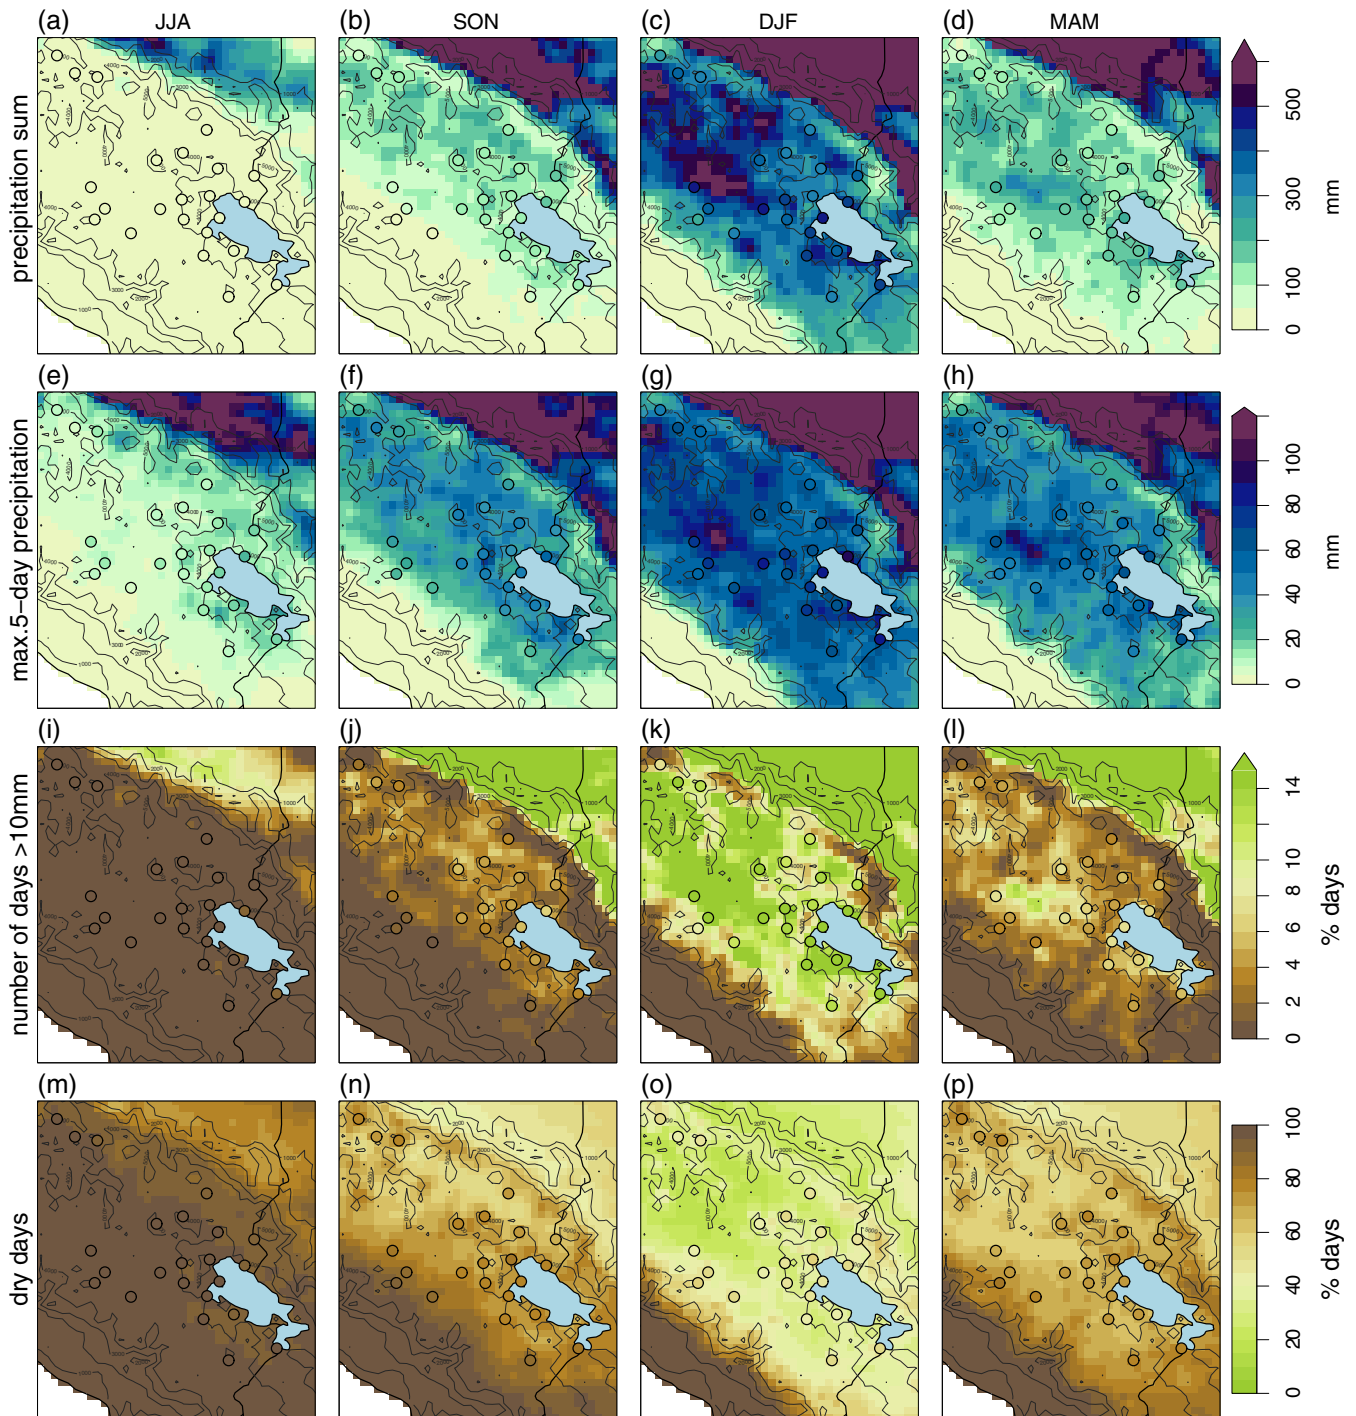 (a) JJA (b) SON (c) DJF (d) MAM
precipitation sum
0 100 300 500
mm
(e) (f) (g) (h)
max.5−day precipitation
0 20 40 60 80 100
mm
(i) (j) (k) (l)
number of days >10mm
0 2 4 6 8 10 14
% days
(m) (n) (o) (p)
dry days
0 20 40 60 80 100
% days